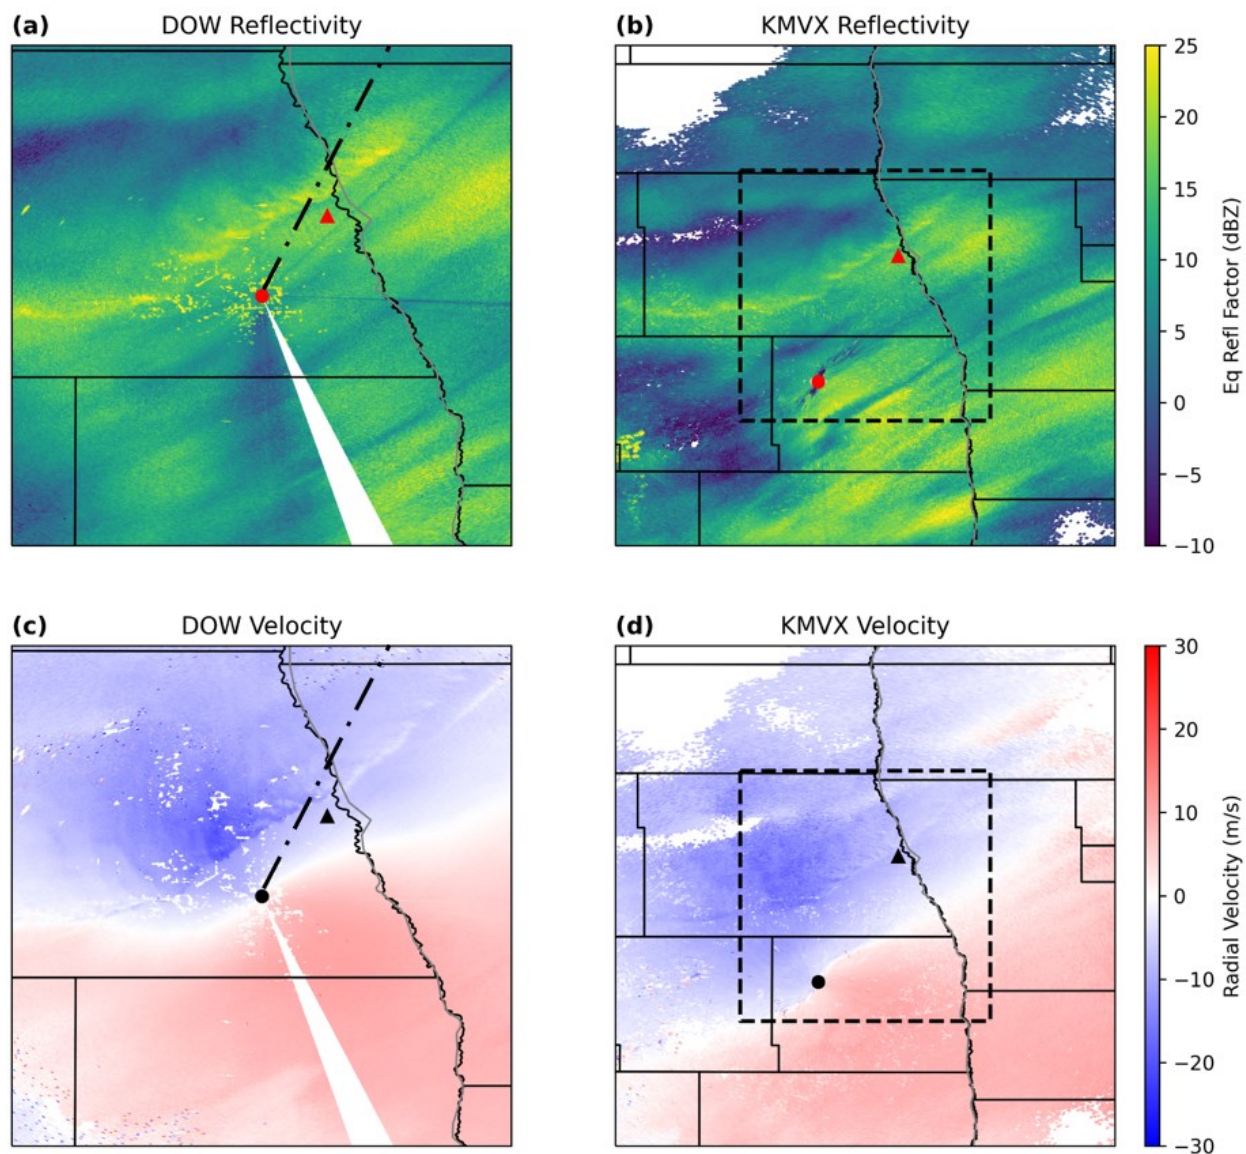 (a) DOW Reflectivity
(b) KMVX Reflectivity
25
20
15
10
5
0
−5
−10
Eq Refl Factor (dBZ)
(c) DOW Velocity
(d) KMVX Velocity
30
20
10
0
−10
−20
−30
Radial Velocity (m/s)